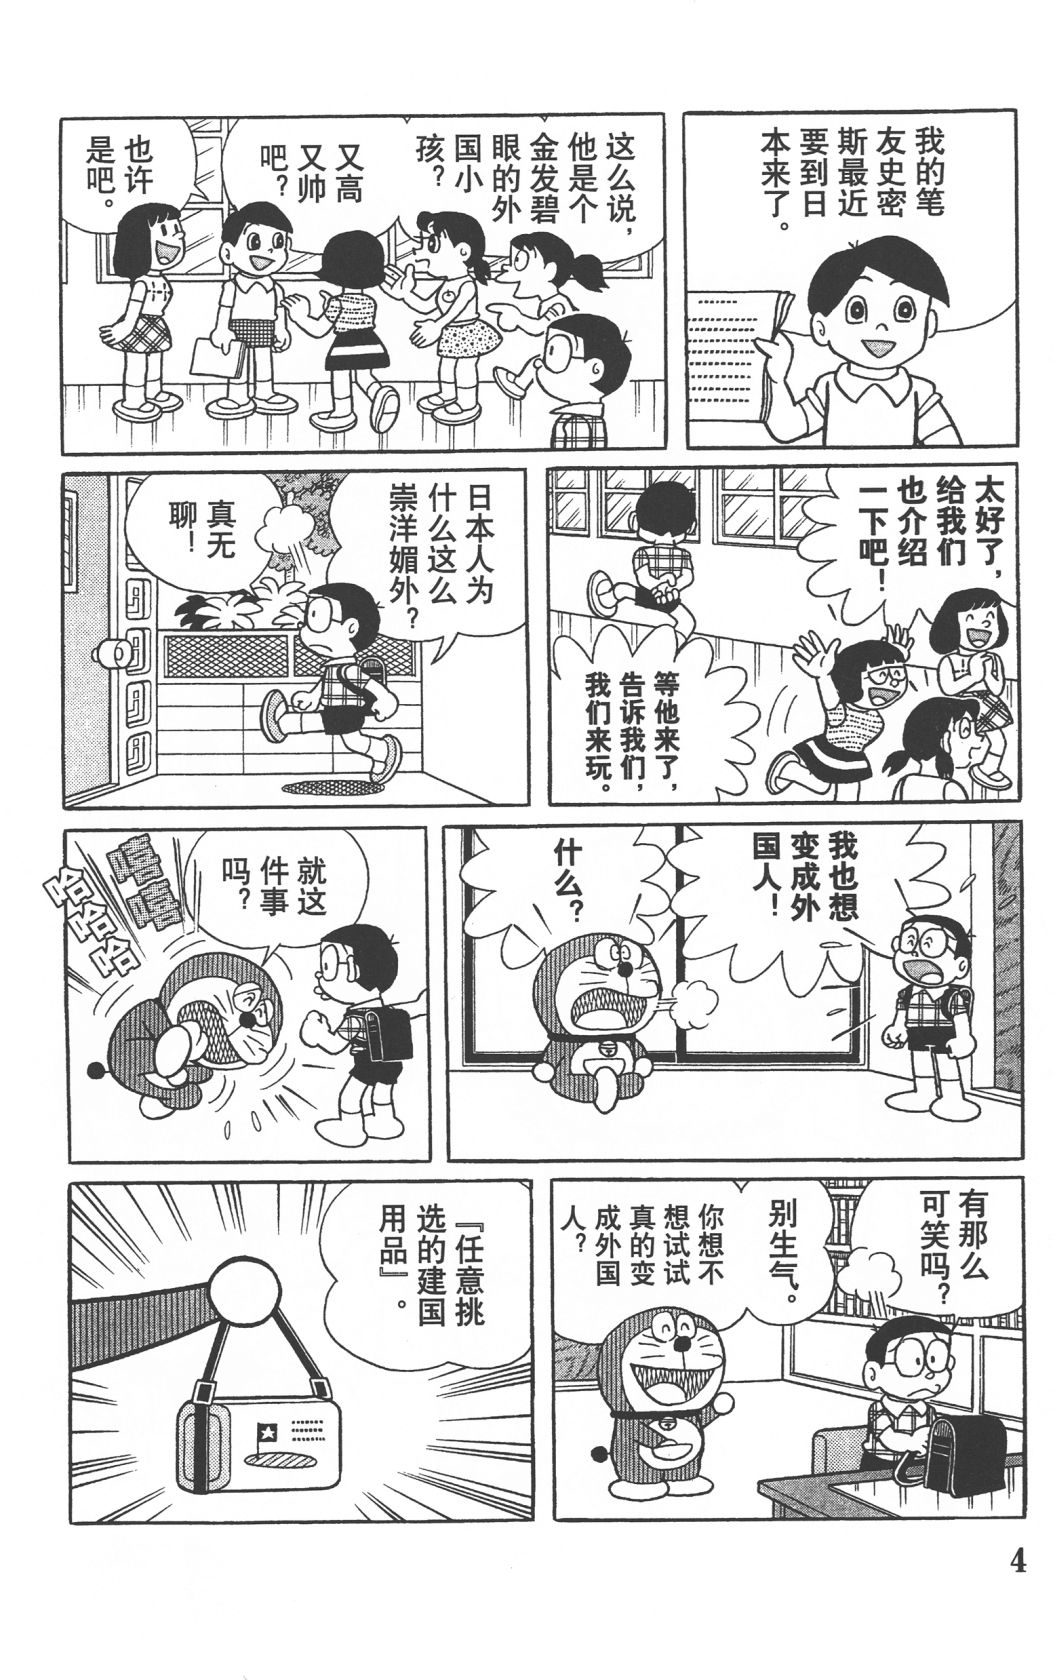 我的笔
友史密
斯最近
要到日
本来了。
这么说，
他是个
金发碧
眼的外
国小
孩？
又高
又帅
吧？
也许
是吧。
太好了，
给我们
也介绍
一下吧！
等他来了，
告诉我们，
我们来玩。
日本人为
什么这么
崇洋媚外？
真无
聊！
我也想
变成外
国人！
什么？
就这
件事
吗？
嘻嘻
哈哈哈哈
有那么
可笑吗？
别生气。
你想不
想试试
真的变
成外国
人？
『任意挑
选的建国
用品』。
4